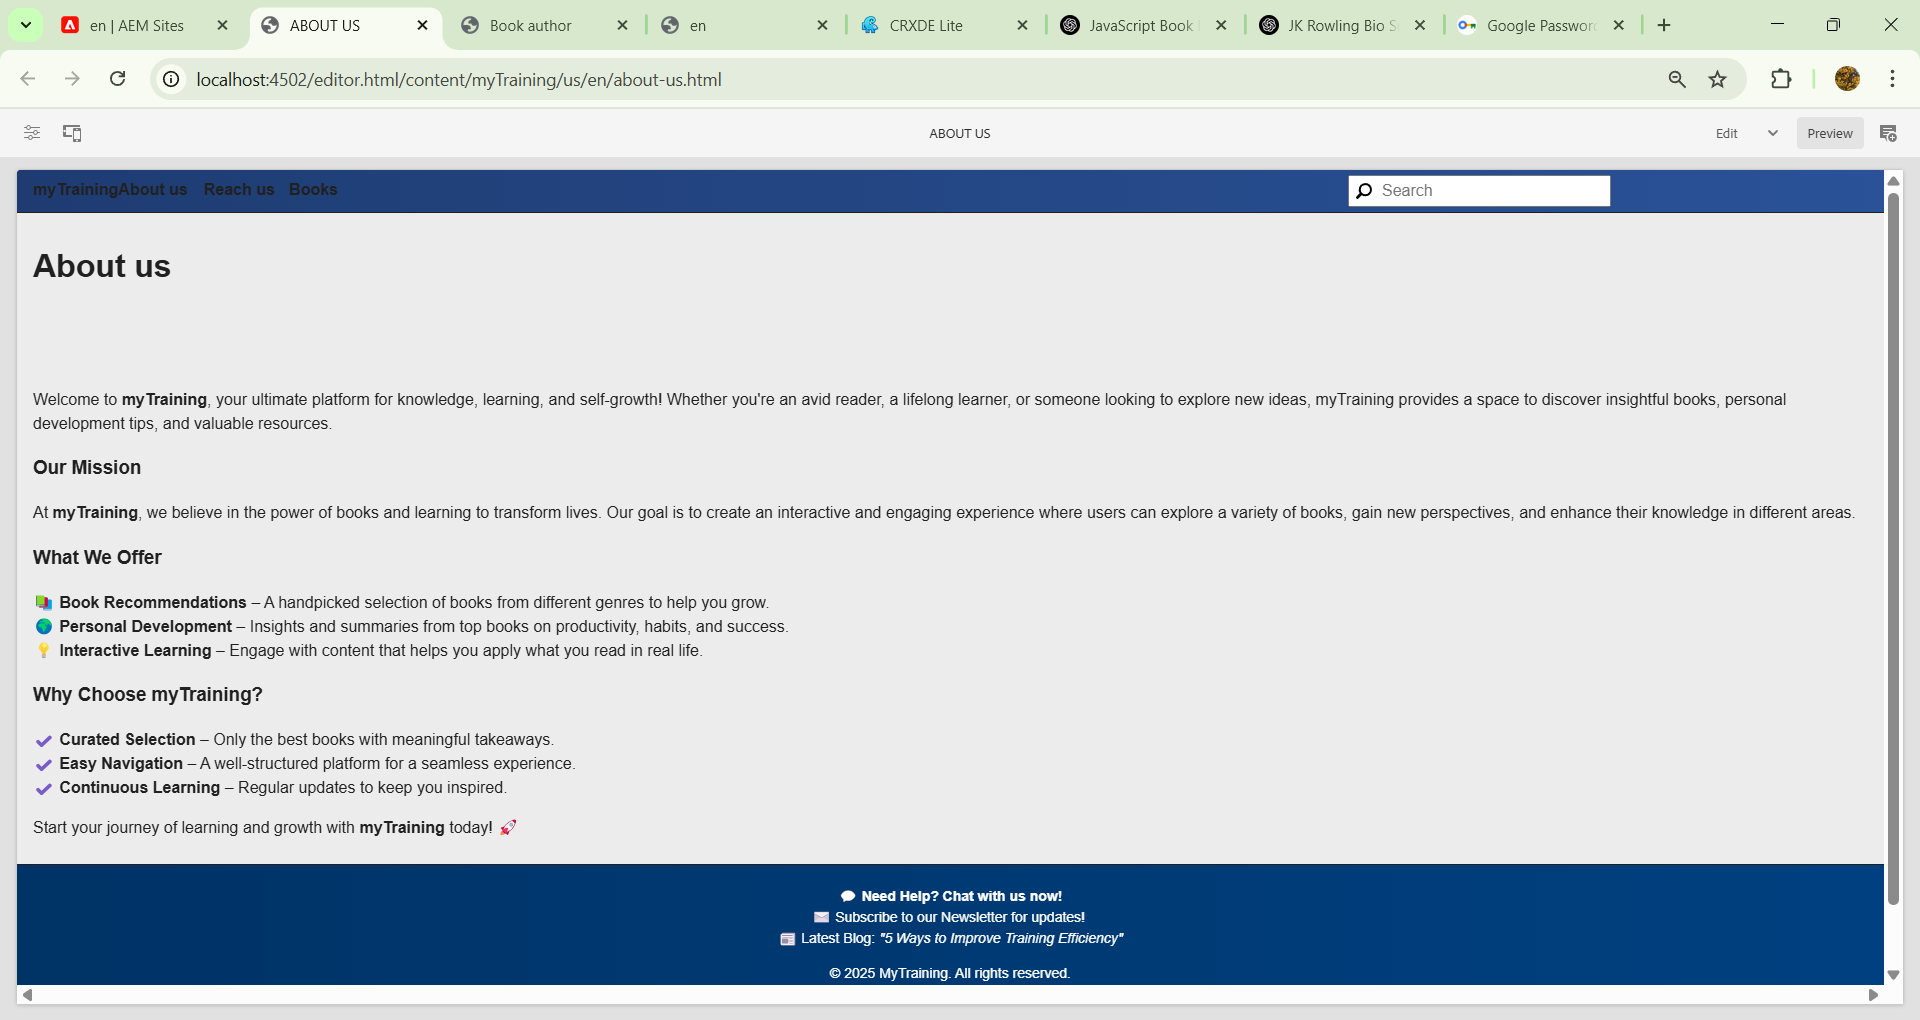 en | AEM Sites
ABOUT US
Book author
en
CRXDE Lite
JavaScript Book
JK Rowling Bio S
Google Passwor
localhost:4502/editor.html/content/myTraining/us/en/about-us.html
ABOUT US
Edit
Preview
myTrainingAbout us Reach us Books
Search
About us
Welcome to myTraining, your ultimate platform for knowledge, learning, and self-growth! Whether you're an avid reader, a lifelong learner, or someone looking to explore new ideas, myTraining provides a space to discover insightful books, personal
development tips, and valuable resources.
Our Mission
At myTraining, we believe in the power of books and learning to transform lives. Our goal is to create an interactive and engaging experience where users can explore a variety of books, gain new perspectives, and enhance their knowledge in different areas.
What We Offer
📚 Book Recommendations – A handpicked selection of books from different genres to help you grow.
🌍 Personal Development – Insights and summaries from top books on productivity, habits, and success.
💡 Interactive Learning – Engage with content that helps you apply what you read in real life.
Why Choose myTraining?
✔ Curated Selection – Only the best books with meaningful takeaways.
✔ Easy Navigation – A well-structured platform for a seamless experience.
✔ Continuous Learning – Regular updates to keep you inspired.
Start your journey of learning and growth with myTraining today! 🚀
💬 Need Help? Chat with us now!
✉️ Subscribe to our Newsletter for updates!
📰 Latest Blog: "5 Ways to Improve Training Efficiency"
© 2025 MyTraining. All rights reserved.